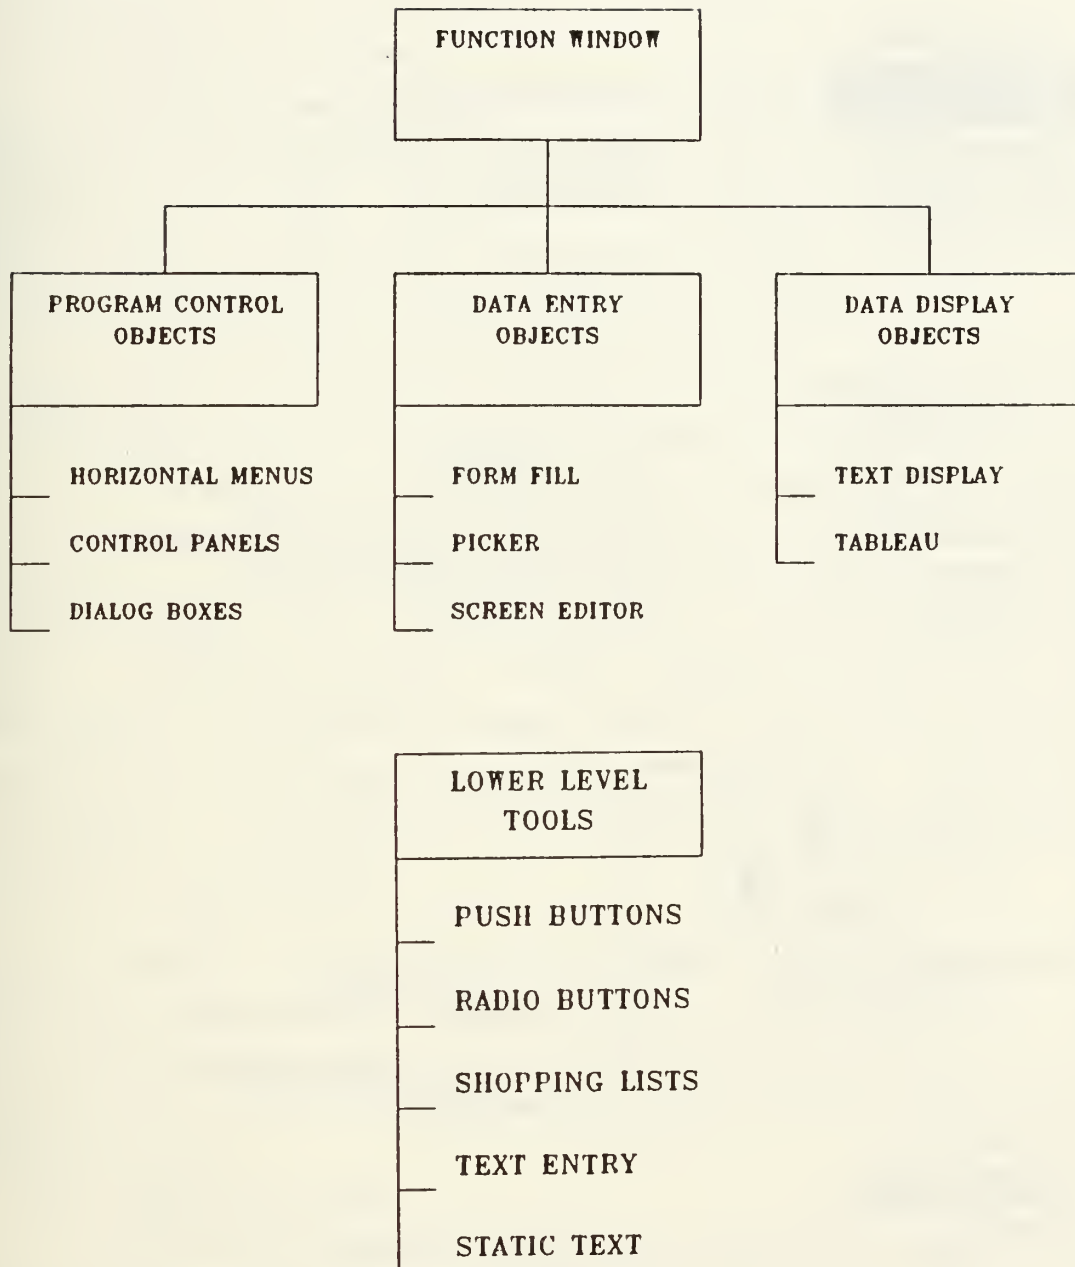 FUNCTION WINDOW
PROGRAM CONTROL
OBJECTS
HORIZONTAL MENUS
CONTROL PANELS
DIALOG BOXES
DATA ENTRY
OBJECTS
FORM FILL
PICKER
SCREEN EDITOR
DATA DISPLAY
OBJECTS
TEXT DISPLAY
TABLEAU
LOWER LEVEL
TOOLS
PUSH BUTTONS
RADIO BUTTONS
SHOPPING LISTS
TEXT ENTRY
STATIC TEXT